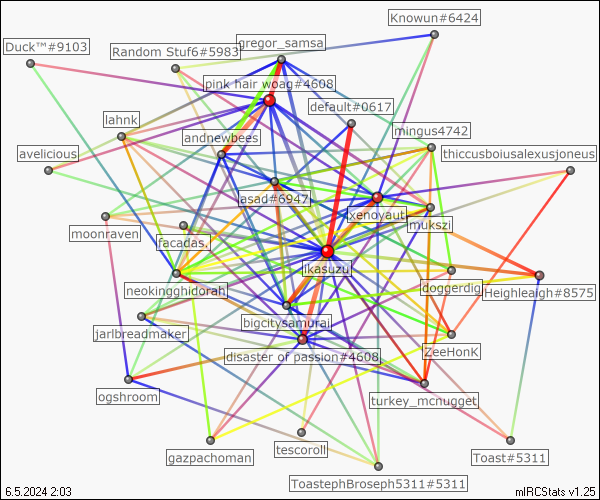 Knowun#6424
Duck™#9103
gregor_samsa
Random Stuf6#5983
pink hair woag#4608
default#0617
lahnk
mingus4742
andnewbees
avelicious
thiccusboiusalexusjoneus
asad#6947
xenoyaut
mukszi
moonraven
facadas.
ikasuzu
neokingghidorah
doggerdig
Heighleaigh#8575
bigcitysamurai
jarlbreadmaker
disaster of passion#4608
ZeeHonK
ogshroom
turkey_mcnugget
gazpachoman
tescoroll
Toast#5311
ToastephBroseph5311#5311
6.5.2024 2:03
mIRCStats v1.25